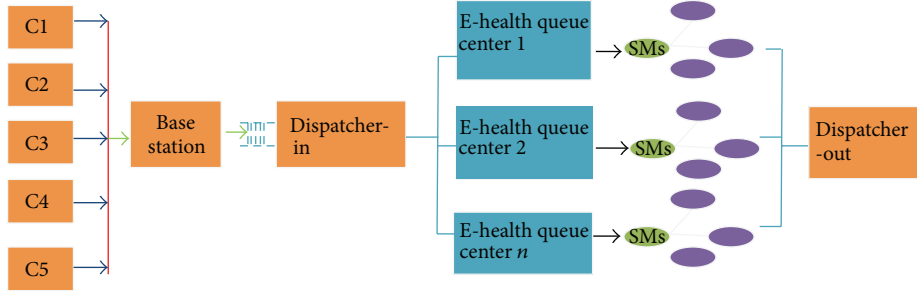 C1
C2
C3
C4
C5
Base
station
Dispatcher-
in
E-health queue
center 1
E-health queue
center 2
E-health queue
center n
SMs
SMs
SMs
Dispatcher
-out